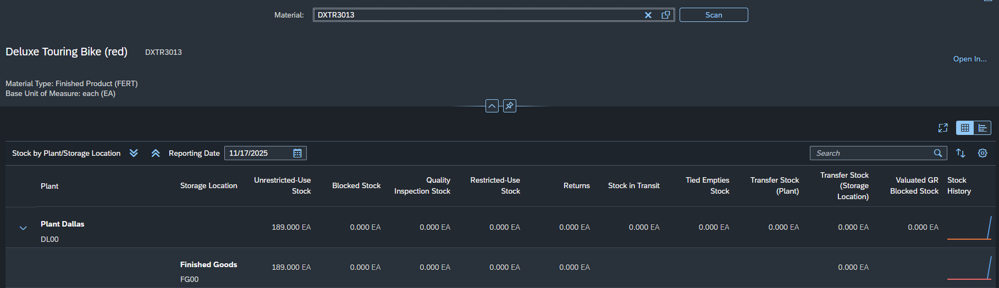 Material: DXTR3013 Scan
Deluxe Touring Bike (red) DXTR3013
Open In...
Material Type: Finished Product (FERT)
Base Unit of Measure: each (EA)
Stock by Plant/Storage Location Reporting Date 11/17/2025 Search
Plant
Storage Location
Unrestricted-Use
Stock
Blocked Stock
Quality
Inspection Stock
Restricted-Use
Stock
Returns
Stock in Transit
Tied Empties
Stock
Transfer Stock
(Plant)
Transfer Stock
(Storage
Location)
Valuated GR
Blocked Stock
Stock
History
Plant Dallas
DL00
189.000 EA 0.000 EA 0.000 EA 0.000 EA 0.000 EA 0.000 EA 0.000 EA 0.000 EA 0.000 EA 0.000 EA
Finished Goods
FG00
189.000 EA 0.000 EA 0.000 EA 0.000 EA 0.000 EA 0.000 EA